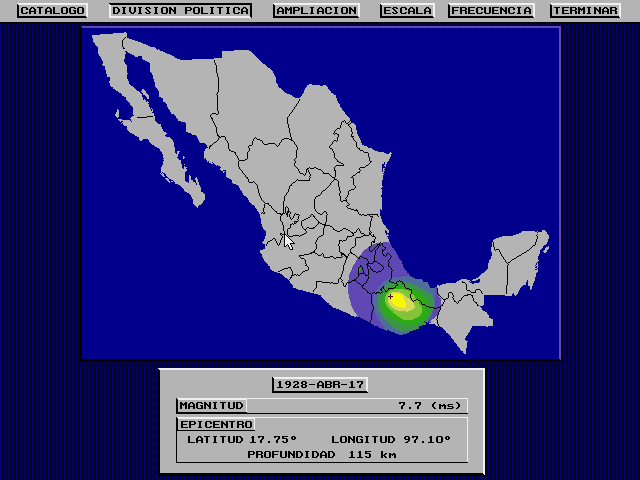 CATALOGO DIVISION POLITICA AMPLIACION ESCALA FRECUENCIA TERMINAR
1928-ABR-17
MAGNITUD 7.7 (ms)
EPICENTRO
LATITUD 17.75° LONGITUD 97.10°
PROFUNDIDAD 115 km